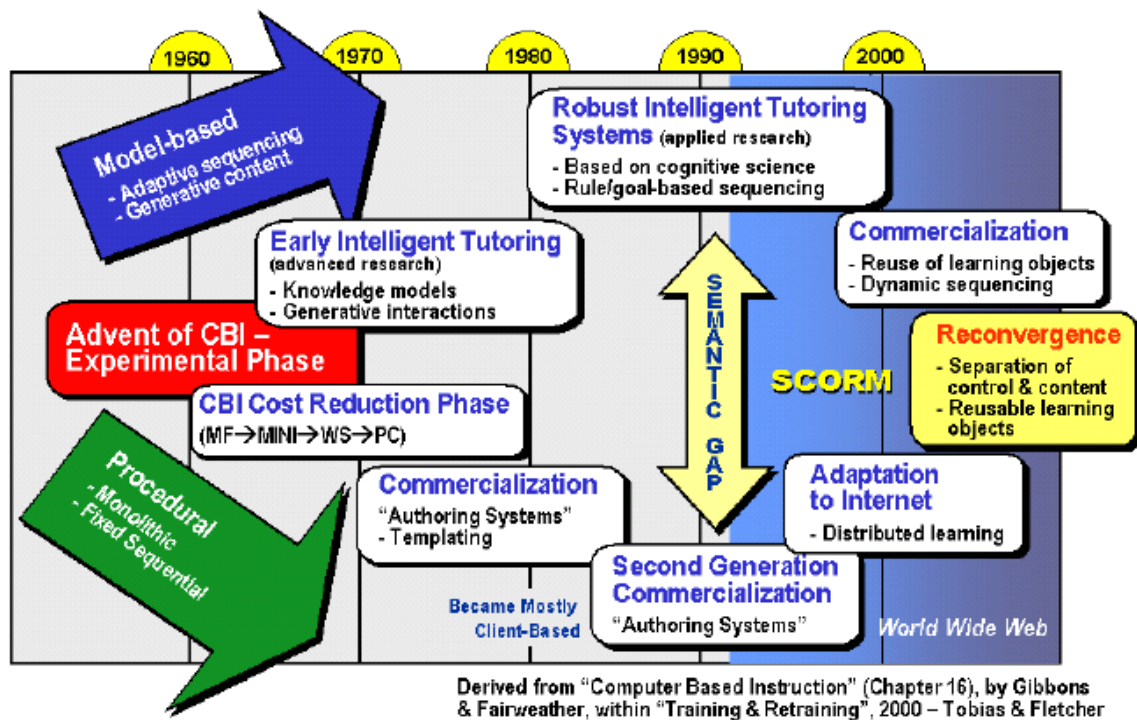 1960
1970
1980
1990
2000
Model-based
- Adaptive sequencing
- Generative content
Robust Intelligent Tutoring
Systems (applied research)
- Based on cognitive science
- Rule/goal-based sequencing
Early Intelligent Tutoring
(advanced research)
- Knowledge models
- Generative interactions
Commercialization
- Reuse of learning objects
- Dynamic sequencing
Advent of CBI –
Experimental Phase
SEMANTIC GAP
SCORM
Reconvergence
- Separation of
control & content
- Reusable learning
objects
CBI Cost Reduction Phase
(MF→MINI→WS→PC)
Procedural
- Monolithic
- Fixed Sequential
Commercialization
“Authoring Systems”
- Templating
Adaptation
to Internet
- Distributed learning
Second Generation
Commercialization
“Authoring Systems”
Became Mostly
Client-Based
World Wide Web
Derived from “Computer Based Instruction” (Chapter 16), by Gibbons
& Fairweather, within “Training & Retraining”, 2000 – Tobias & Fletcher